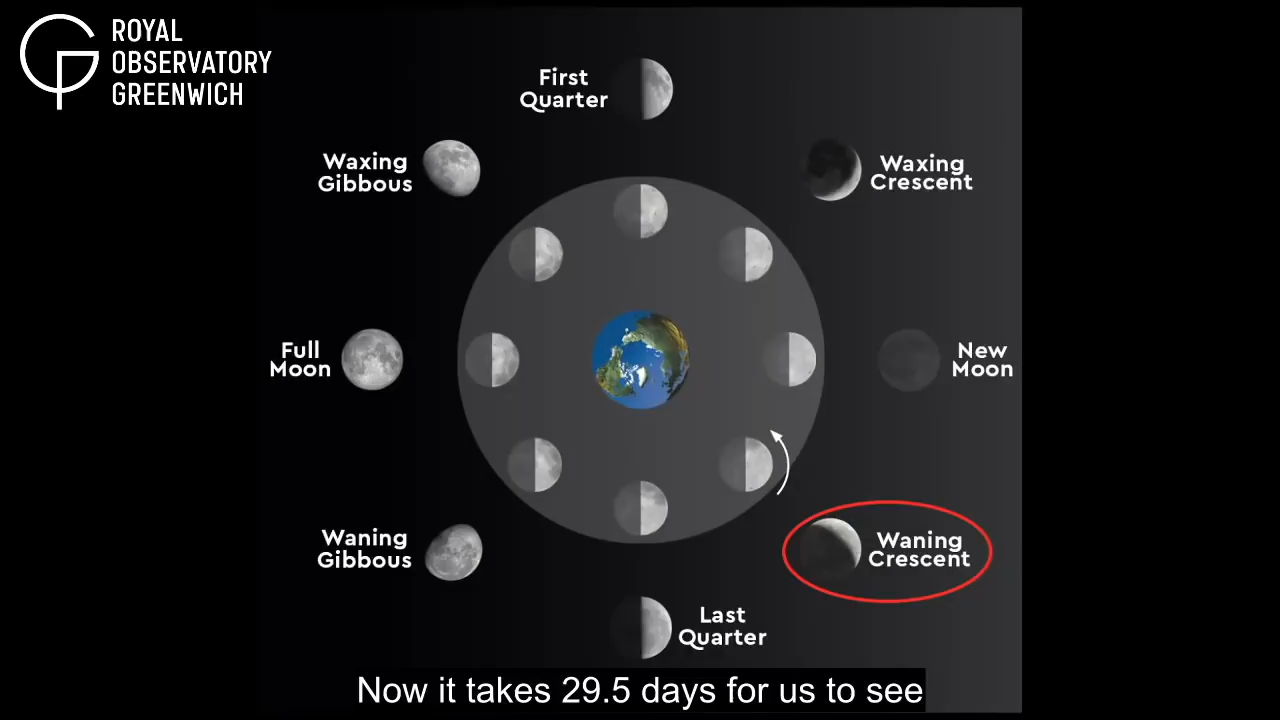 ROYAL
OBSERVATORY
GREENWICH
First
Quarter
Waxing
Gibbous
Waxing
Crescent
Full
Moon
New
Moon
Waning
Gibbous
Waning
Crescent
Last
Quarter
Now it takes 29.5 days for us to see